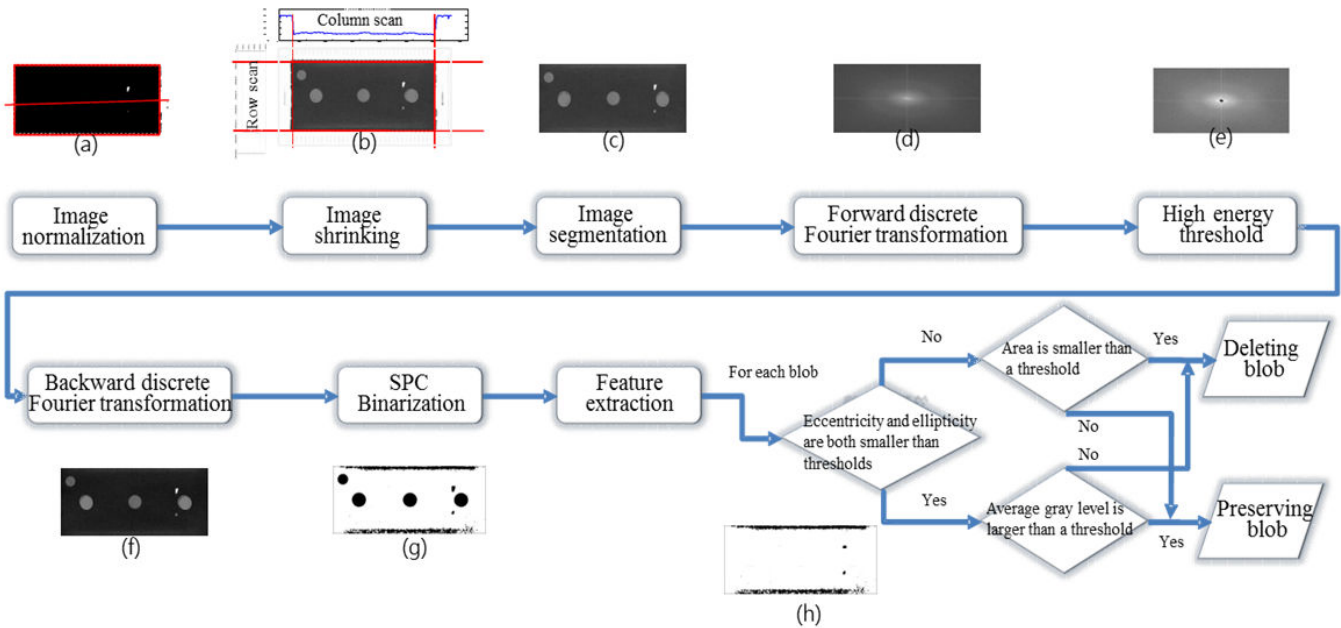 Column scan
Row scan
(a)
(b)
(c)
(d)
(e)
Image
normalization
Image
shrinking
Image
segmentation
Forward discrete
Fourier transformation
High energy
threshold
Backward discrete
Fourier transformation
SPC
Binarization
Feature
extraction
For each blob
Eccentricity and ellipticity
are both smaller than
thresholds
No
Yes
Area is smaller than
a threshold
Yes
No
No
Average gray level is
larger than a threshold
Yes
Deleting
blob
Preserving
blob
(f)
(g)
(h)